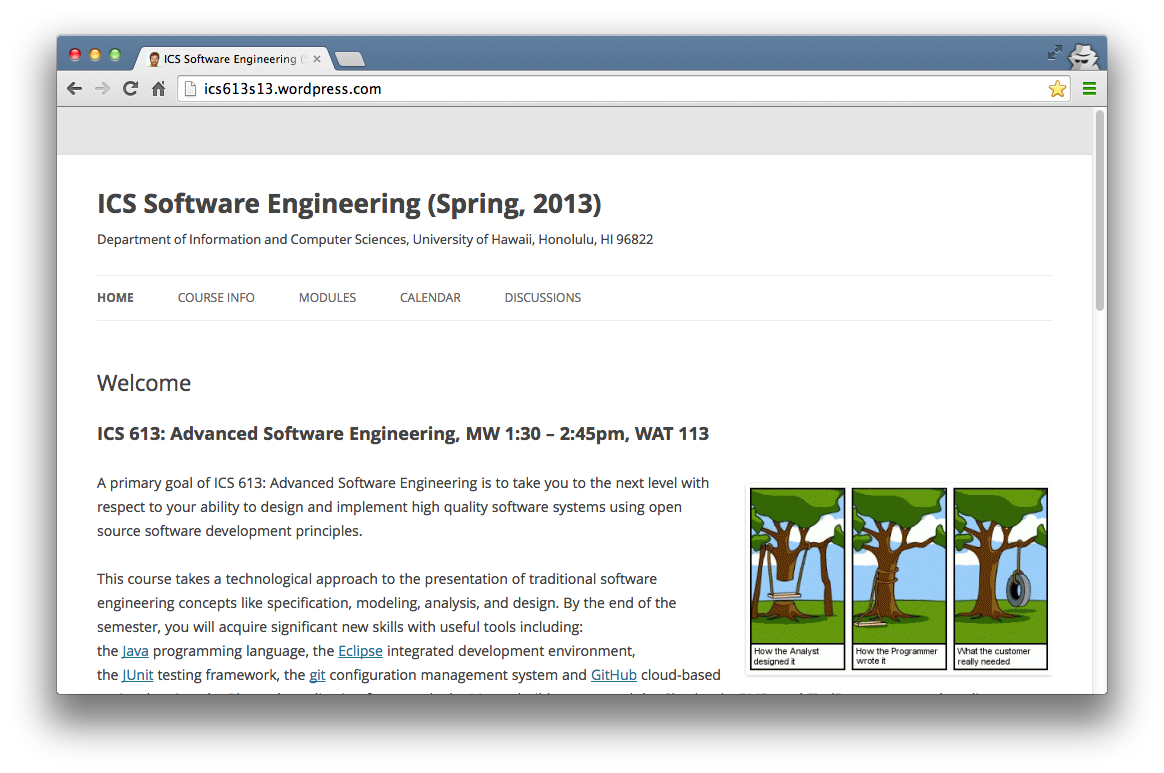 ICS Software Engineering (
ics613s13.wordpress.com
ICS Software Engineering (Spring, 2013)
Department of Information and Computer Sciences, University of Hawaii, Honolulu, HI 96822
HOME COURSE INFO MODULES CALENDAR DISCUSSIONS
Welcome
ICS 613: Advanced Software Engineering, MW 1:30 – 2:45pm, WAT 113
A primary goal of ICS 613: Advanced Software Engineering is to take you to the next level with
respect to your ability to design and implement high quality software systems using open
source software development principles.
This course takes a technological approach to the presentation of traditional software
engineering concepts like specification, modeling, analysis, and design. By the end of the
semester, you will acquire significant new skills with useful tools including:
the Java programming language, the Eclipse integrated development environment,
the JUnit testing framework, the git configuration management system and GitHub cloud-based
How the Analyst
designed it
How the Programmer
wrote it
What the customer
really needed